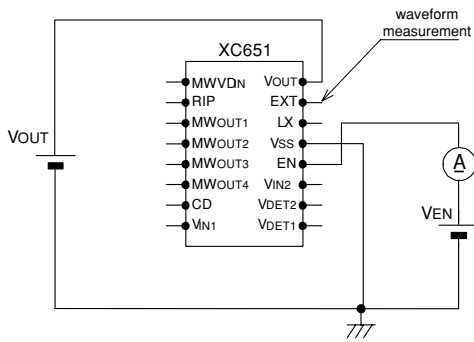 waveform
measurement
XC651
MWVDIN VOUT
RIP EXT
MWOUT1 LX
MWOUT2 VSS
MWOUT3 EN
MWOUT4 VIN2
CD VDET2
VIN1 VDET1
VOUT
A
VEN